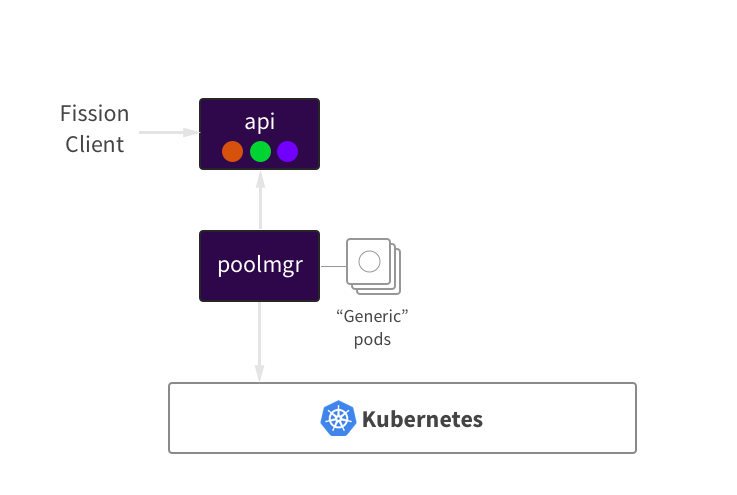 Fission
Client
api
poolmgr
“Generic”
pods
Kubernetes